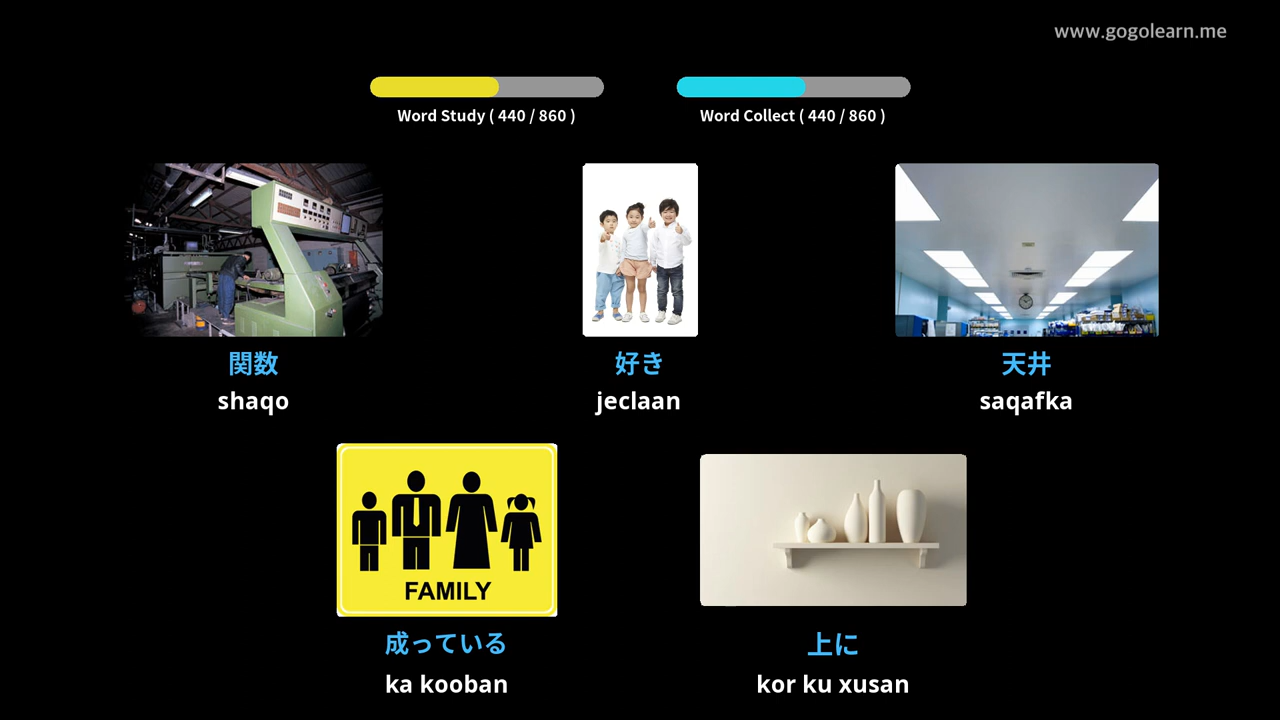 www.gogolearn.me
Word Study ( 440 / 860 )
Word Collect ( 440 / 860 )
関数
shaqo
好き
jeclaan
天井
saqafka
FAMILY
成っている
ka kooban
上に
kor ku xusan